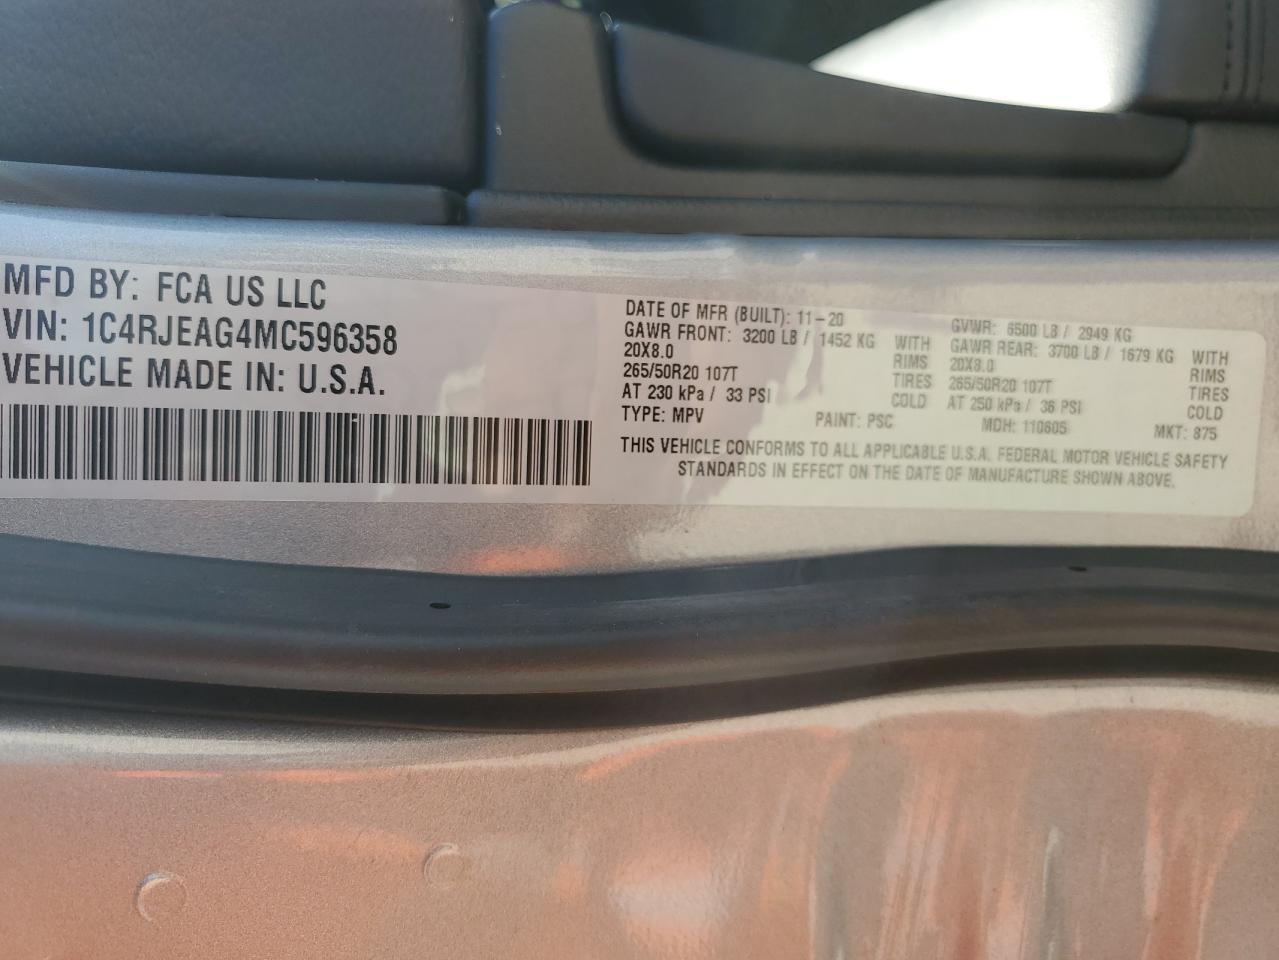 MFD BY: FCA US LLC
VIN: 1C4RJEAG4MC596358
VEHICLE MADE IN: U.S.A.
DATE OF MFR (BUILT): 11-20
GAWR FRONT: 3200 LB / 1452 KG WITH
20X8.0 RIMS
265/50R20 107T TIRES
AT 230 kPa / 33 PSI COLD
TYPE: MPV PAINT: PSC
GVWR: 6500 LB / 2949 KG
GAWR REAR: 3700 LB / 1679 KG WITH
20X8.0 RIMS
265/50R20 107T TIRES
AT 250 kPa / 36 PSI COLD
MDH: 110605 MKT: 875
THIS VEHICLE CONFORMS TO ALL APPLICABLE U.S.A. FEDERAL MOTOR VEHICLE SAFETY
STANDARDS IN EFFECT ON THE DATE OF MANUFACTURE SHOWN ABOVE.